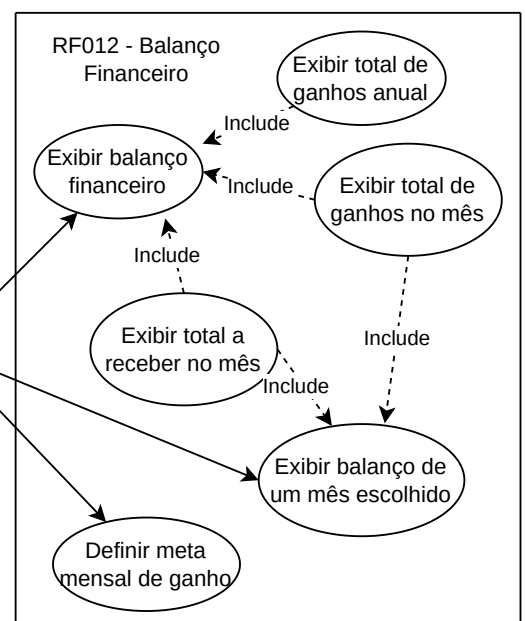 RF012 - Balanço
Financeiro
Exibir total de
ganhos anual
Include
Exibir balanço
financeiro
Include
Exibir total de
ganhos no mês
Include
Exibir total a
receber no mês
Include
Include
Exibir balanço de
um mês escolhido
Definir meta
mensal de ganho